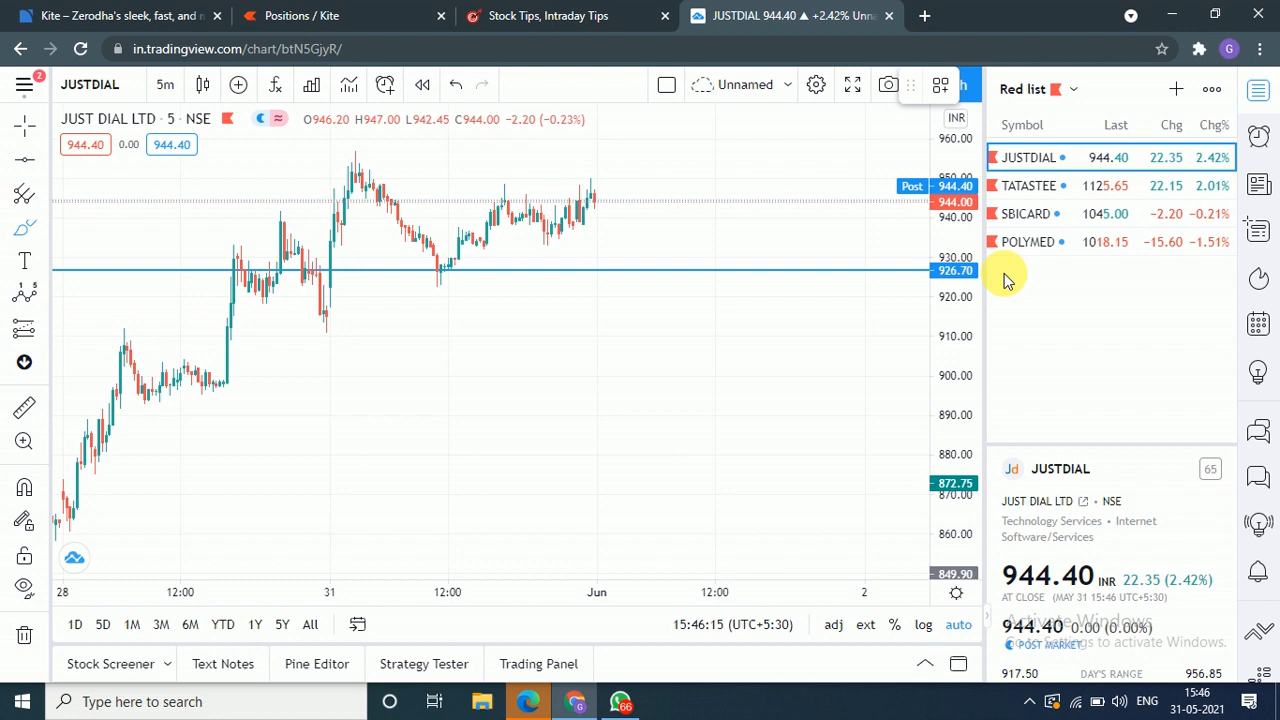 Kite – Zerodha's sleek, fast, and n
Positions / Kite
Stock Tips, Intraday Tips
JUSTDIAL 944.40 ▲ +2.42% Unna
in.tradingview.com/chart/btN5GjyR/
G
2
JUSTDIAL
5m
Unnamed
h
Red list
JUST DIAL LTD · 5 · NSE
O946.20 H947.00 L942.45 C944.00 −2.20 (−0.23%)
INR
944.40 0.00 944.40
960.00
950.00
Post 944.40
944.00
940.00
930.00
926.70
920.00
910.00
900.00
890.00
880.00
872.75
870.00
860.00
849.90
28 12:00 31 12:00 Jun 12:00 2
Symbol Last Chg Chg%
JUSTDIAL 944.40 22.35 2.42%
TATASTEE 1125.65 22.15 2.01%
SBICARD 1045.00 −2.20 −0.21%
POLYMED 1018.15 −15.60 −1.51%
Jd JUSTDIAL 65
JUST DIAL LTD • NSE
Technology Services • Internet
Software/Services
944.40 INR 22.35 (2.42%)
AT CLOSE (MAY 31 15:46 UTC+5:30)
944.40 0.00 (0.00%)
POST MARKET
Activate Windows
Go to Settings to activate Windows.
917.50 DAY'S RANGE 956.85
1D 5D 1M 3M 6M YTD 1Y 5Y All
15:46:15 (UTC+5:30) adj ext % log auto
Stock Screener Text Notes Pine Editor Strategy Tester Trading Panel
Type here to search
66
ENG
15:46
31-05-2021